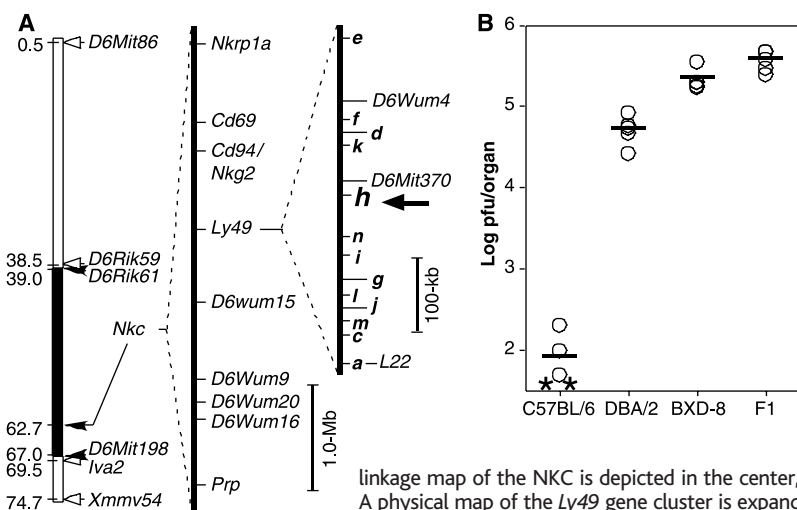 A
0.5
D6Mit86
38.5
D6Rik59
39.0
D6Rik61
Nkc
62.7
67.0
D6Mit198
69.5
Iva2
74.7
Xmmv54
Nkrp1a
Cd69
Cd94/
Nkg2
Ly49
D6wum15
D6Wum9
D6Wum20
D6Wum16
Prp
1.0-Mb
e
D6Wum4
f
d
k
D6Mit370
h
n
i
g
l
j
m
c
a
L22
100-kb
B
Log pfu/organ
6
5
4
3
2
* *
C57BL/6 DBA/2 BXD-8 F1
linkage map of the NKC is depicted in the center,
A physical map of the Ly49 gene cluster is expand